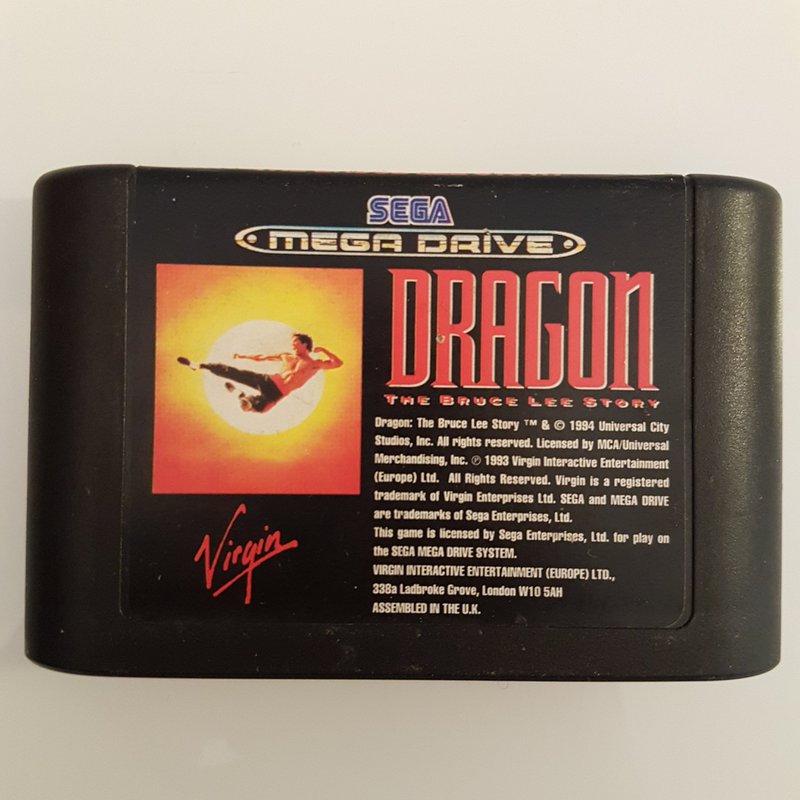 SEGA
MEGA DRIVE
DRAGON
THE BRUCE LEE STORY
Dragon: The Bruce Lee Story ™ & © 1994 Universal City
Studios, Inc. All rights reserved. Licensed by MCA/Universal
Merchandising, Inc. ℗ 1993 Virgin Interactive Entertainment
(Europe) Ltd. All Rights Reserved. Virgin is a registered
trademark of Virgin Enterprises Ltd. SEGA and MEGA DRIVE
are trademarks of Sega Enterprises, Ltd.
This game is licensed by Sega Enterprises, Ltd. for play on
the SEGA MEGA DRIVE SYSTEM.
VIRGIN INTERACTIVE ENTERTAINMENT (EUROPE) LTD.,
338a Ladbroke Grove, London W10 5AH
ASSEMBLED IN THE U.K.
Virgin